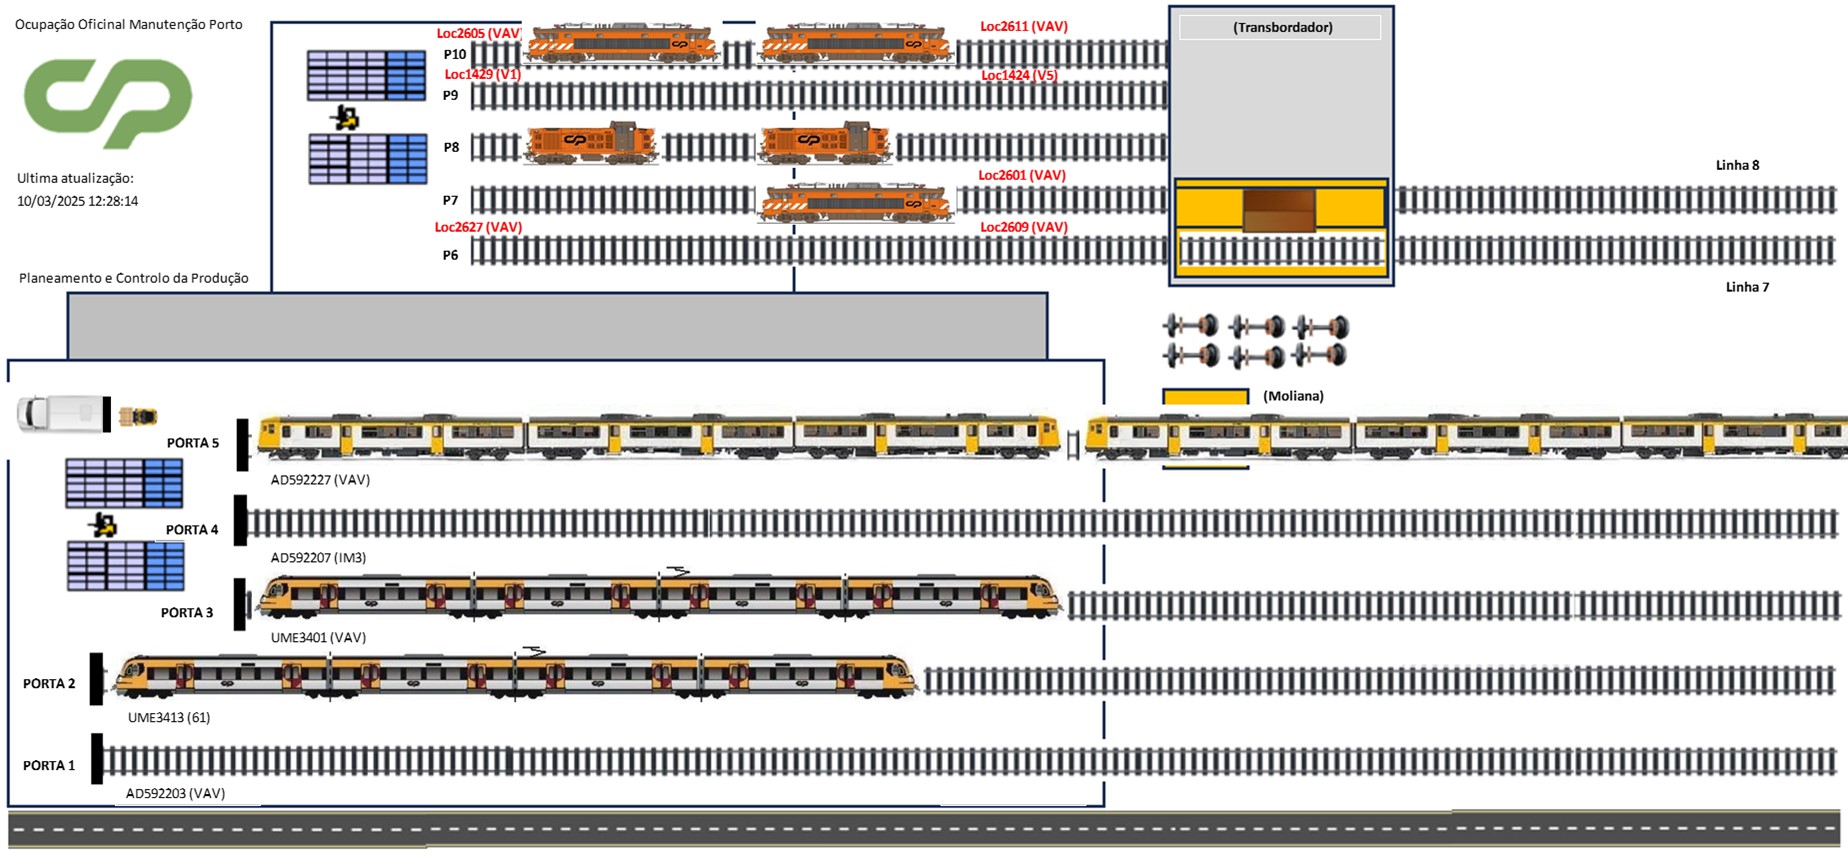 Ocupação Oficinal Manutenção Porto
CP
Ultima atualização:
10/03/2025 12:28:14
Planeamento e Controlo da Produção
Loc2605 (VAV)
Loc2611 (VAV)
P10
Loc1429 (V1)
Loc1424 (V5)
P9
P8
Loc2601 (VAV)
P7
Loc2627 (VAV)
Loc2609 (VAV)
P6
(Transbordador)
Linha 8
Linha 7
(Moliana)
PORTA 5
AD592227 (VAV)
PORTA 4
AD592207 (IM3)
PORTA 3
UME3401 (VAV)
PORTA 2
UME3413 (61)
PORTA 1
AD592203 (VAV)